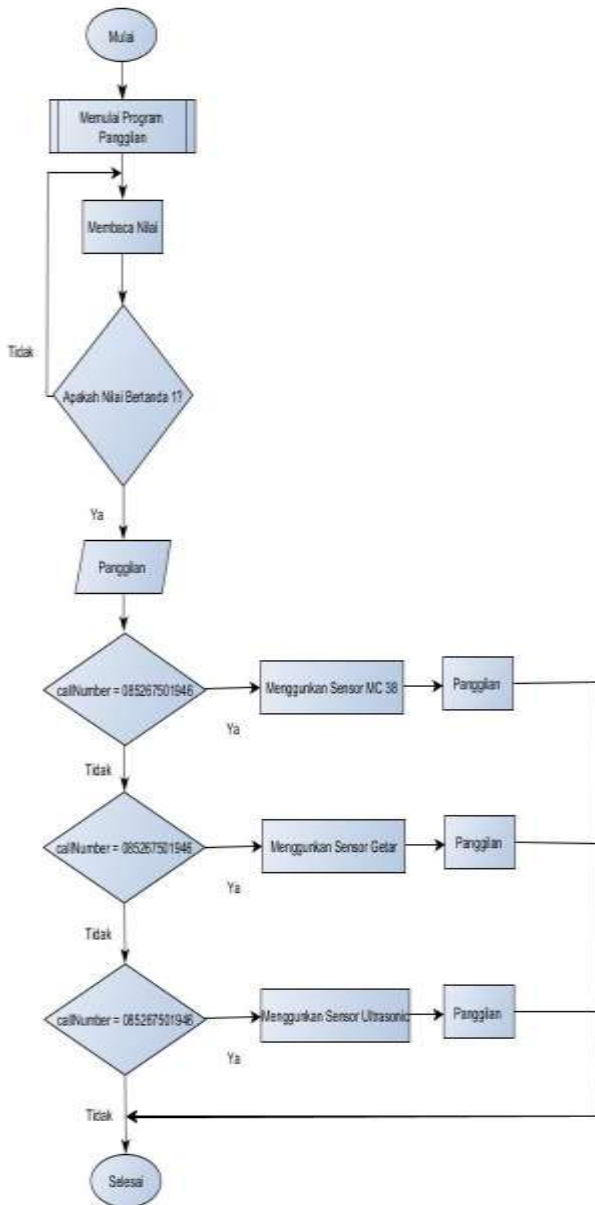 Mulai
Memulai Program
Panggilan
Membaca Nilai
Tidak
Apakah Nilai Bertanda 1?
Ya
Panggilan
callNumber = 085267501946
Menggunkan Sensor MC 38
Panggilan
Ya
Tidak
callNumber = 085267501946
Menggunkan Sensor Getar
Panggilan
Ya
Tidak
callNumber = 085267501946
Menggunkan Sensor Ultrasonic
Panggilan
Ya
Tidak
Selesai